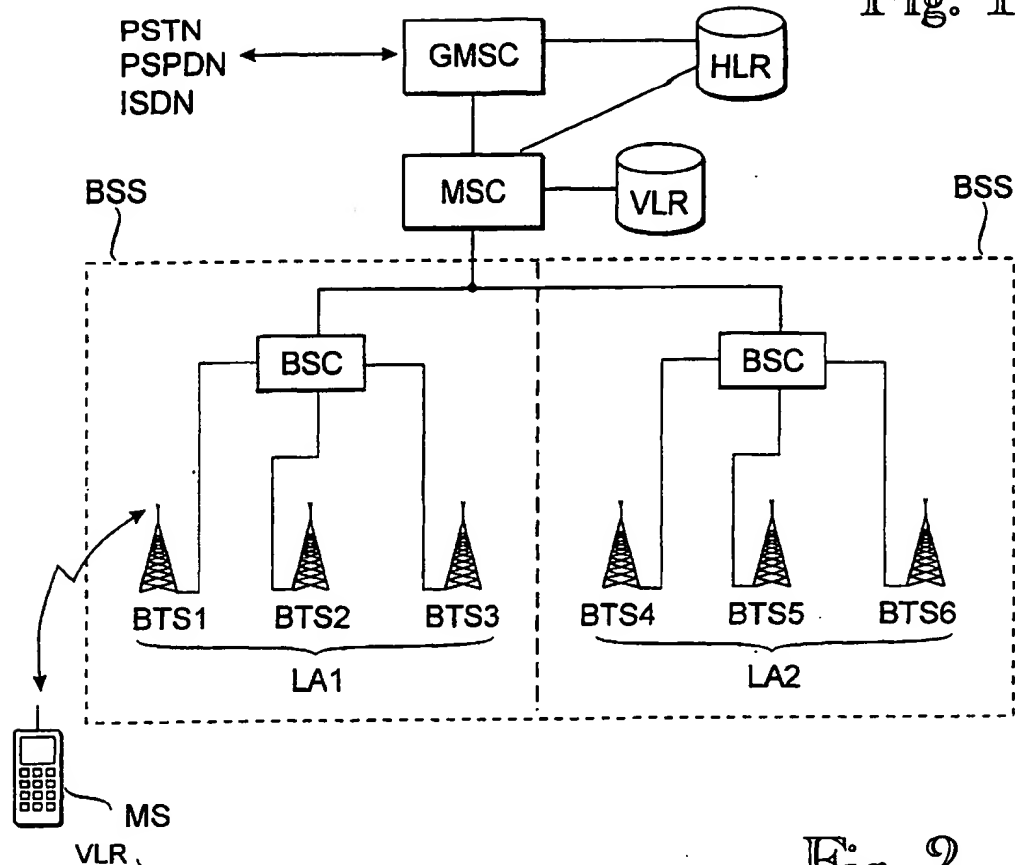 Fig. 1
PSTN
PSPDN
ISDN
GMSC
HLR
MSC
VLR
BSS
BSS
BSC
BSC
BTS1
BTS2
BTS3
BTS4
BTS5
BTS6
LA1
LA2
MS
VLR
Fig. 2